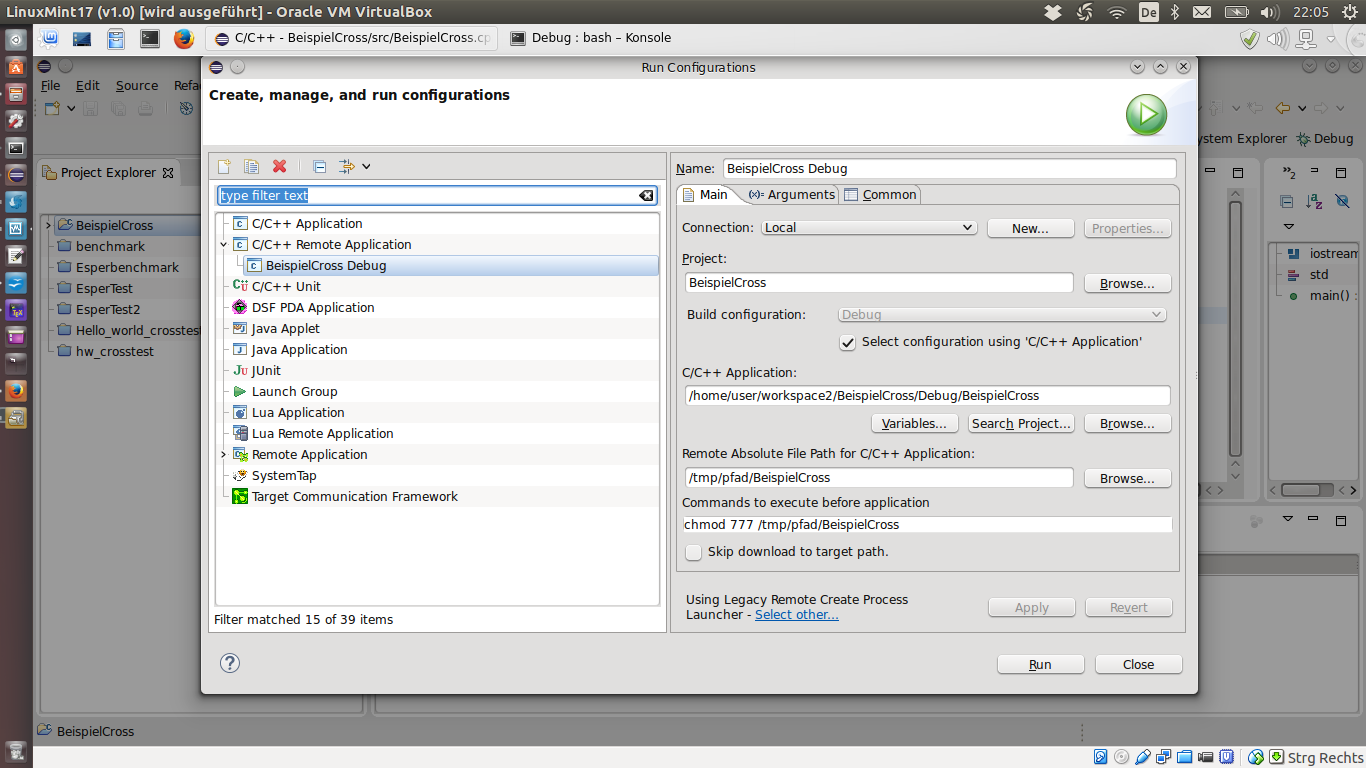 LinuxMint17 (v1.0) [wird ausgeführt] - Oracle VM VirtualBox
De
22:05
C/C++ - BeispielCross/src/BeispielCross.cp
Debug : bash – Konsole
Run Configurations
File Edit Source Refa
Create, manage, and run configurations
ystem Explorer Debug
Project Explorer
type filter text
Name: BeispielCross Debug
Main
(x)= Arguments
Common
BeispielCross
benchmark
Esperbenchmark
EsperTest
EsperTest2
Hello_world_crosstest
hw_crosstest
C/C++ Application
C/C++ Remote Application
BeispielCross Debug
C/C++ Unit
DSF PDA Application
Java Applet
Java Application
JUnit
Launch Group
Lua Application
Lua Remote Application
Remote Application
SystemTap
Target Communication Framework
Filter matched 15 of 39 items
Connection: Local New... Properties...
Project:
BeispielCross Browse...
Build configuration: Debug
Select configuration using 'C/C++ Application'
C/C++ Application:
/home/user/workspace2/BeispielCross/Debug/BeispielCross
Variables... Search Project... Browse...
Remote Absolute File Path for C/C++ Application:
/tmp/pfad/BeispielCross Browse...
Commands to execute before application
chmod 777 /tmp/pfad/BeispielCross
Skip download to target path.
Using Legacy Remote Create Process
Launcher - Select other...
Apply Revert
Run Close
»2
iostream
std
main() :
BeispielCross
Strg Rechts